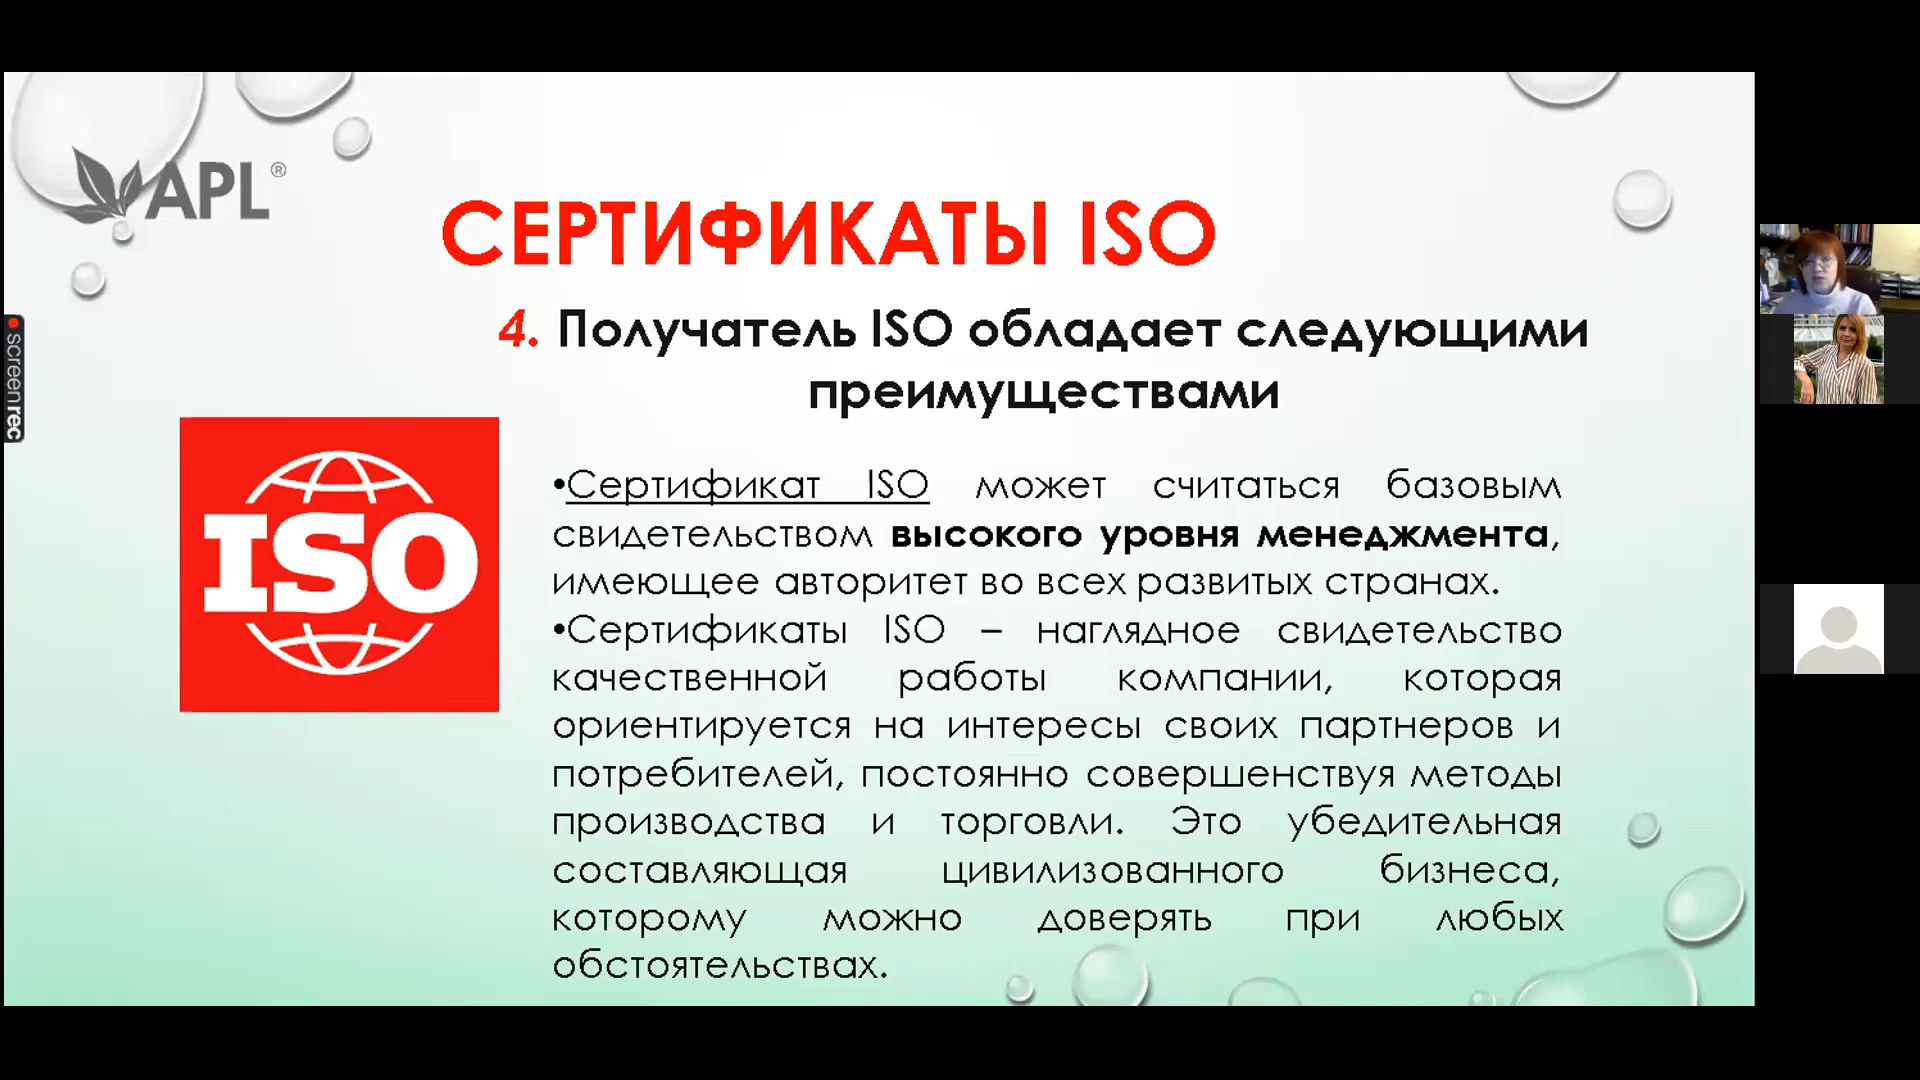 APL®
СЕРТИФИКАТЫ ISO
4. Получатель ISO обладает следующими
преимуществами
ISO
•Сертификат ISO может считаться базовым
свидетельством высокого уровня менеджмента,
имеющее авторитет во всех развитых странах.
•Сертификаты ISO – наглядное свидетельство
качественной работы компании, которая
ориентируется на интересы своих партнеров и
потребителей, постоянно совершенствуя методы
производства и торговли. Это убедительная
составляющая цивилизованного бизнеса,
которому можно доверять при любых
обстоятельствах.
screenrec